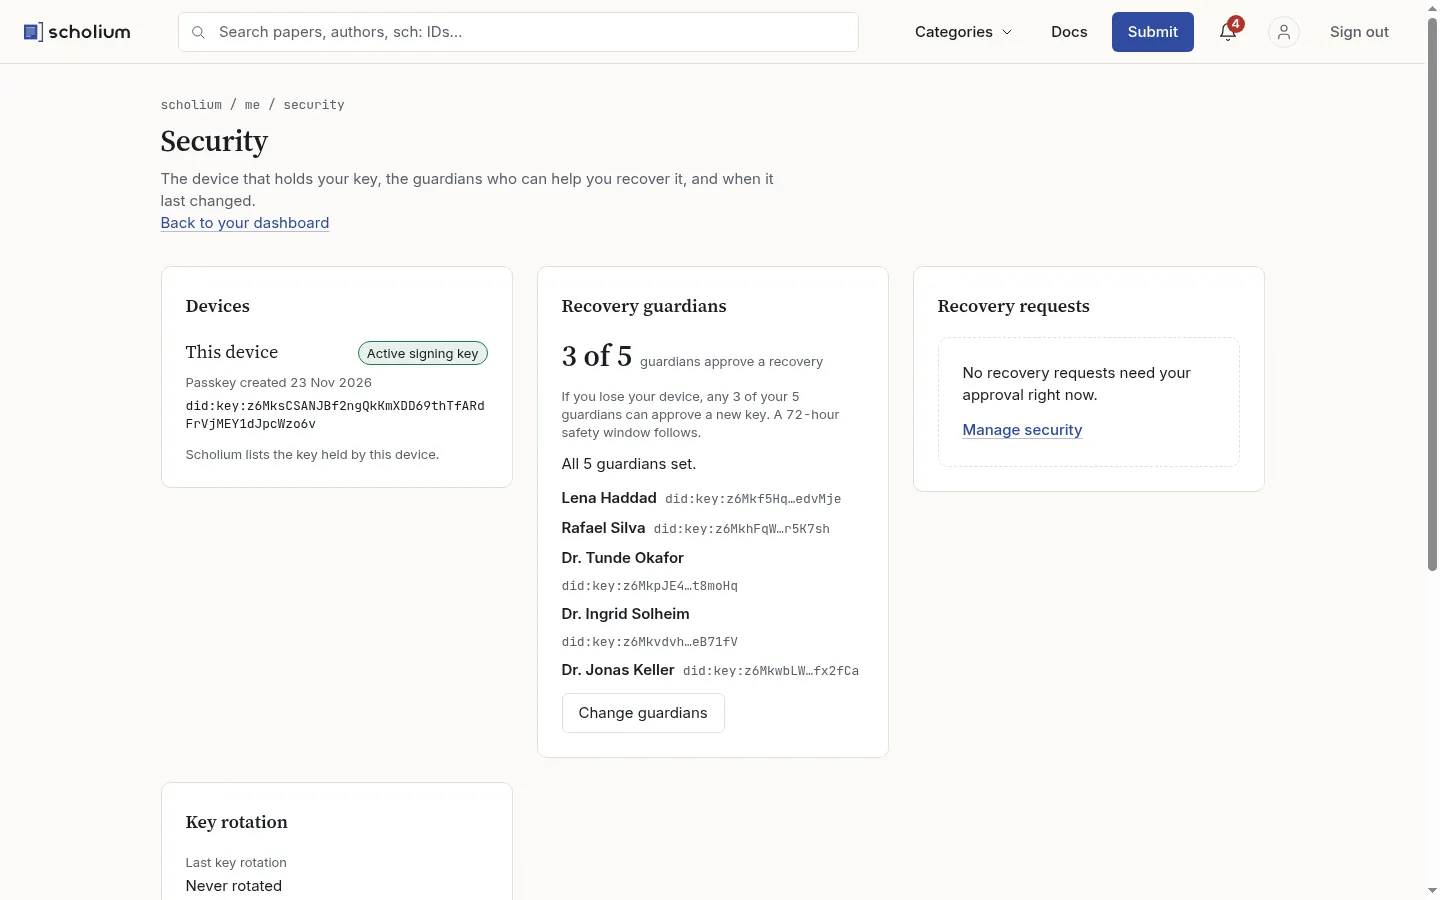 scholium
Search papers, authors, sch: IDs...
Categories
Docs
Submit
4
Sign out
scholium / me / security
Security
The device that holds your key, the guardians who can help you recover it, and when it
last changed.
Back to your dashboard
Devices
This device
Active signing key
Passkey created 23 Nov 2026
did:key:z6MksCSANJBf2ngQkKmXDD69thTfARd
FrVjMEY1dJpcWzo6v
Scholium lists the key held by this device.
Recovery guardians
3 of 5 guardians approve a recovery
If you lose your device, any 3 of your 5
guardians can approve a new key. A 72-hour
safety window follows.
All 5 guardians set.
Lena Haddad did:key:z6Mkf5Hq…edvMje
Rafael Silva did:key:z6MkhFqW…r5K7sh
Dr. Tunde Okafor
did:key:z6MkpJE4…t8moHq
Dr. Ingrid Solheim
did:key:z6Mkvdvh…eB71fV
Dr. Jonas Keller did:key:z6MkwbLW…fx2fCa
Change guardians
Recovery requests
No recovery requests need your
approval right now.
Manage security
Key rotation
Last key rotation
Never rotated